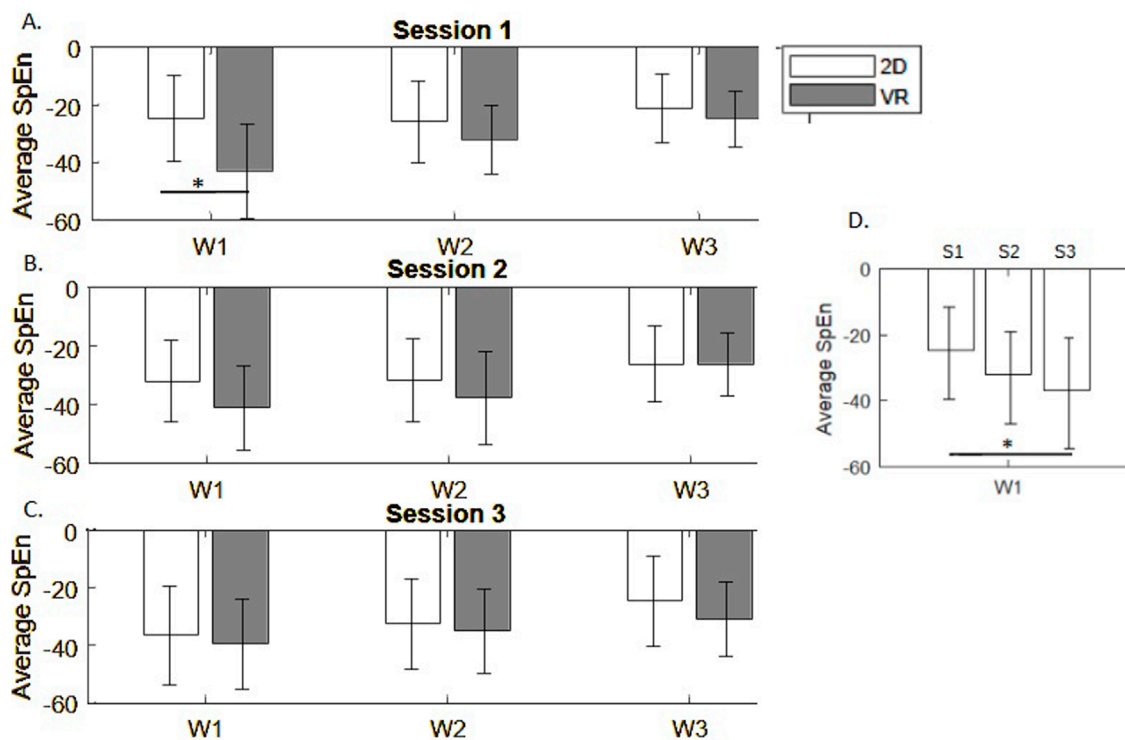 A.
Session 1
Average SpEn
0
-20
-40
-60
*
W1 W2 W3
2D
VR
B.
Session 2
Average SpEn
0
-20
-40
-60
W1 W2 W3
C.
Session 3
Average SpEn
0
-20
-40
-60
W1 W2 W3
D.
S1 S2 S3
Average SpEn
0
-20
-40
-60
*
W1